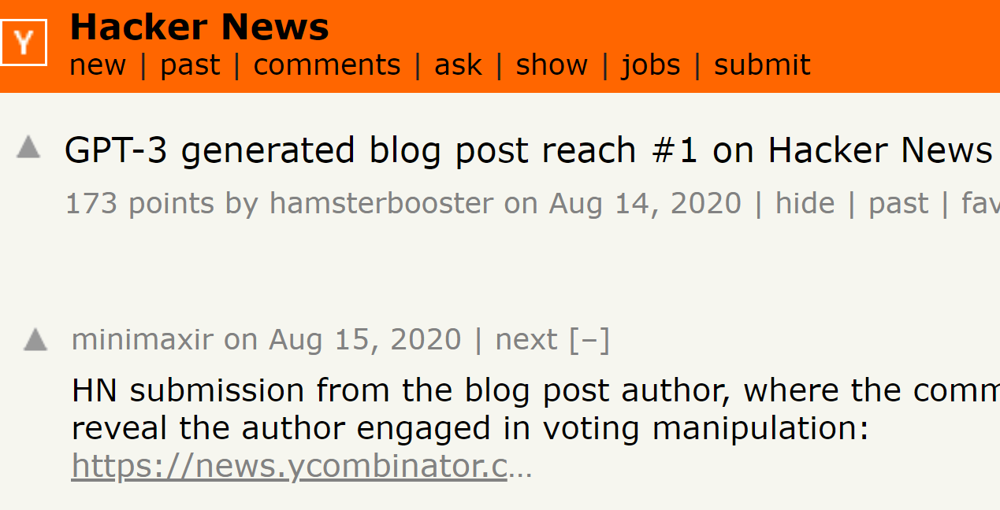 Y Hacker News
new | past | comments | ask | show | jobs | submit
GPT-3 generated blog post reach #1 on Hacker News
173 points by hamsterbooster on Aug 14, 2020 | hide | past | fav
minimaxir on Aug 15, 2020 | next [–]
HN submission from the blog post author, where the comm
reveal the author engaged in voting manipulation:
https://news.ycombinator.c...